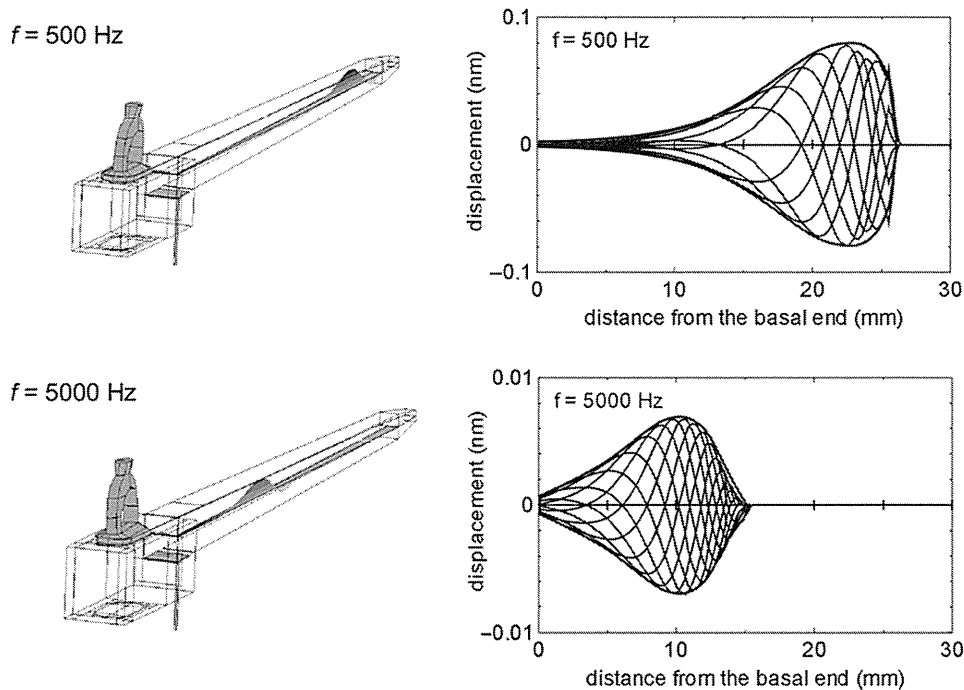 f = 500 Hz
0.1
f = 500 Hz
displacement (nm)
0
–0.1
0 10 20 30
distance from the basal end (mm)
f = 5000 Hz
0.01
f = 5000 Hz
displacement (nm)
0
–0.01
0 10 20 30
distance from the basal end (mm)